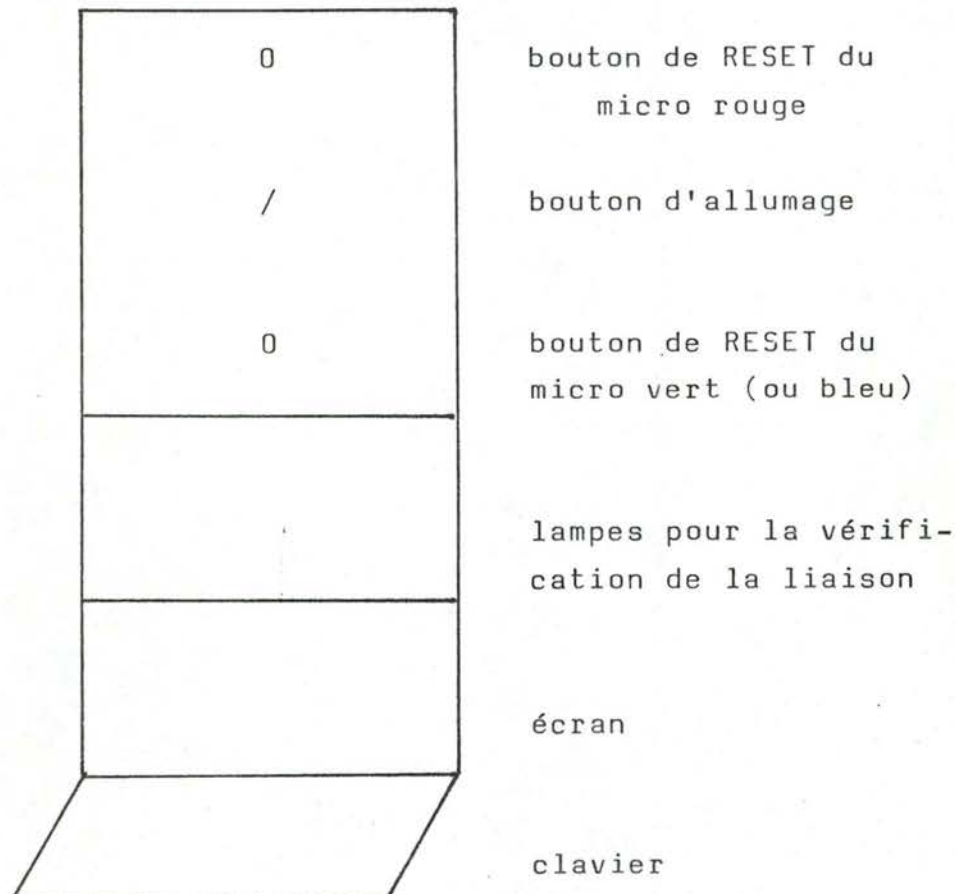 0 bouton de RESET du
micro rouge
/ bouton d'allumage
0 bouton de RESET du
micro vert (ou bleu)
lampes pour la vérifi-
cation de la liaison
écran
clavier